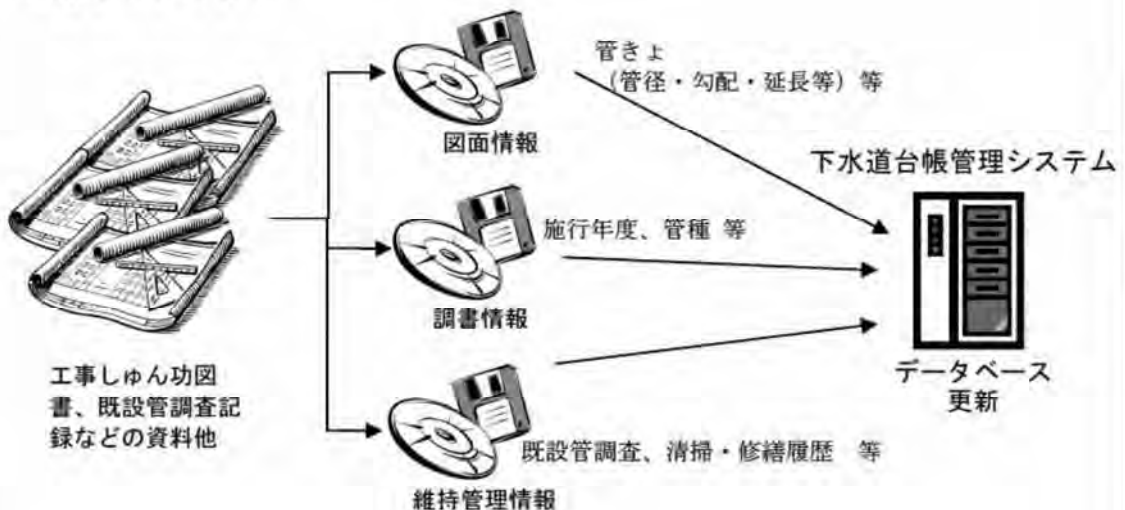 管きょ
（管径・勾配・延長等）等
図面情報
下水道台帳管理システム
施行年度、管種 等
調書情報
工事しゅん功図
書、既設管調査記
録などの資料他
データベース
更新
既設管調査、清掃・修繕履歴 等
維持管理情報